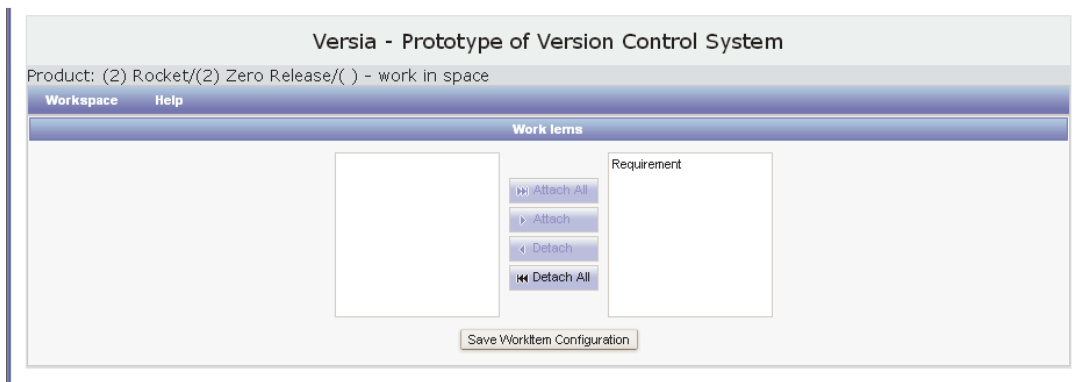 Versia - Prototype of Version Control System
Product: (2) Rocket/(2) Zero Release/( ) - work in space
Workspace Help
Work Iems
Requirement
Attach All
Attach
Detach
Detach All
Save WorkItem Configuration